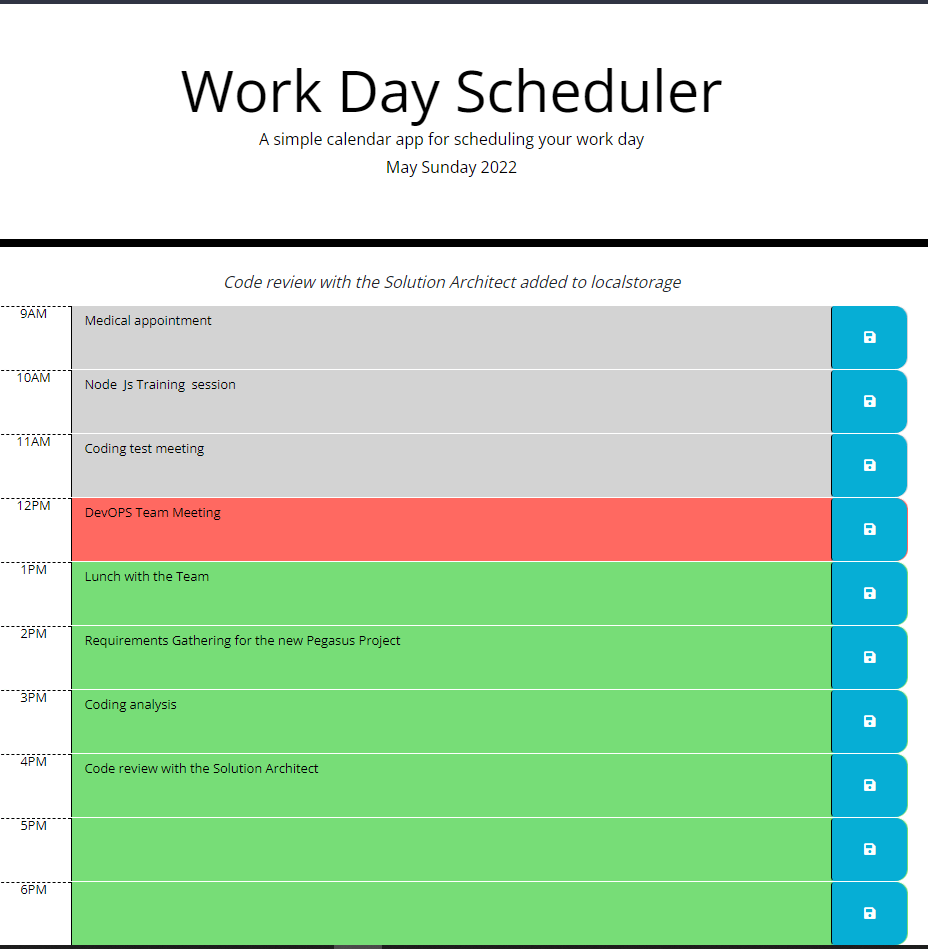 Work Day Scheduler
A simple calendar app for scheduling your work day
May Sunday 2022
Code review with the Solution Architect added to localstorage
9AM
Medical appointment
10AM
Node Js Training session
11AM
Coding test meeting
12PM
DevOPS Team Meeting
1PM
Lunch with the Team
2PM
Requirements Gathering for the new Pegasus Project
3PM
Coding analysis
4PM
Code review with the Solution Architect
5PM
6PM